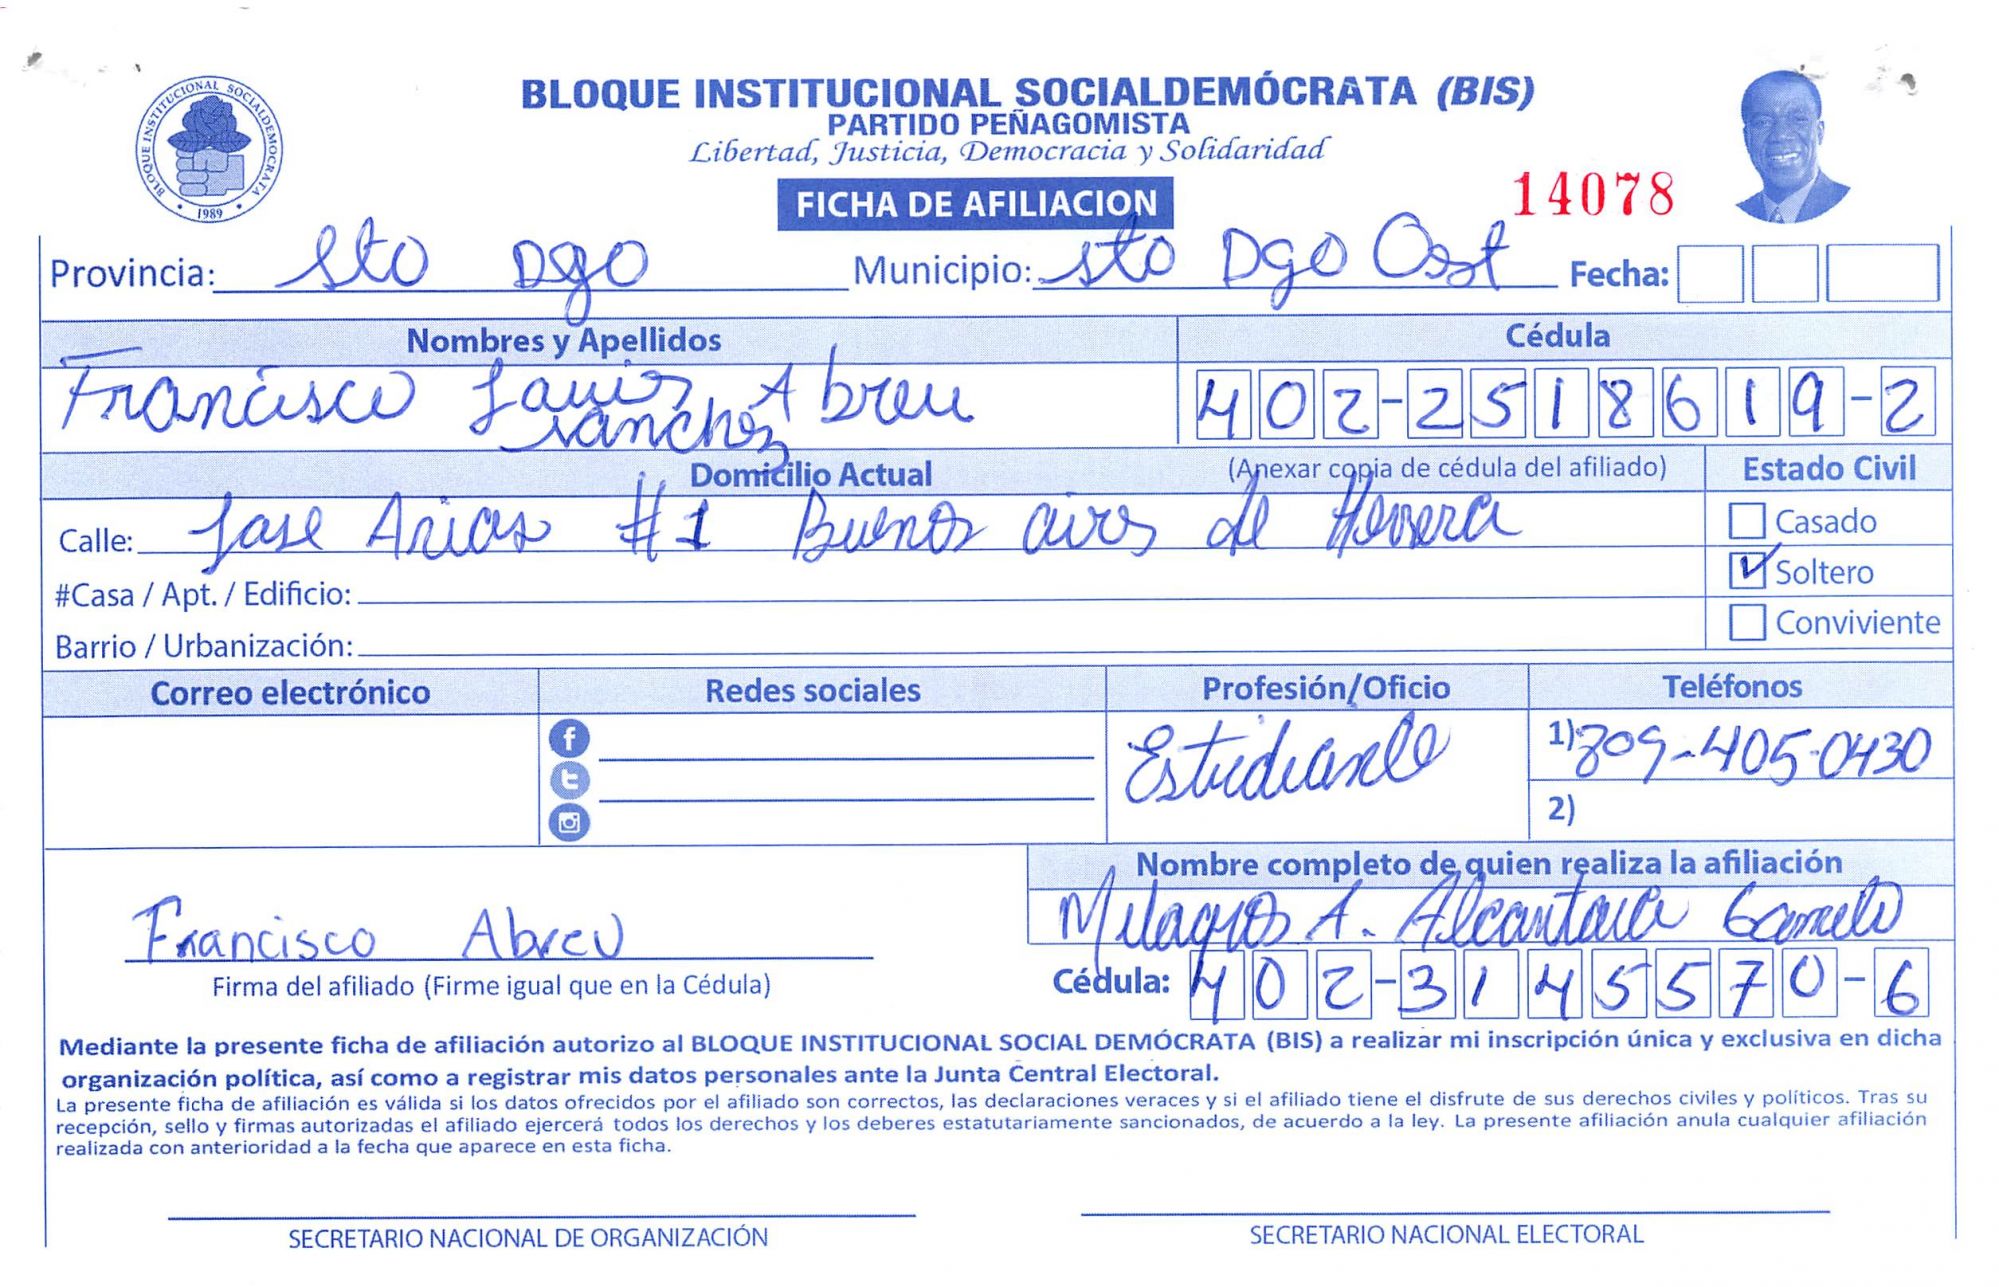 BLOQUE INSTITUCIONAL SOCIALDEMÓCRATA (BIS)
PARTIDO PEÑAGOMISTA
Libertad, Justicia, Democracia y Solidaridad
BLOQUE INSTITUCIONAL SOCIALDEMOCRATA
1989
FICHA DE AFILIACION
14078
Provincia: Sto Dgo Municipio: Sto Dgo Oest Fecha:
Nombres y Apellidos Cédula
Francisco Javier Abreu 402-2518619-2
Sanchez
Domicilio Actual (Anexar copia de cédula del afiliado) Estado Civil
Calle: Jose Arias #1 Buenos aires de Herrera
Casado
#Casa / Apt. / Edificio: Soltero
Barrio / Urbanización: Conviviente
Correo electrónico Redes sociales Profesión/Oficio Teléfonos
Estudiante 1) 809-405-0430
2)
Nombre completo de quien realiza la afiliación
Milagros A. Alcantara
Francisco Abreu
Firma del afiliado (Firme igual que en la Cédula) Cédula: 402-3145570-6
Mediante la presente ficha de afiliación autorizo al BLOQUE INSTITUCIONAL SOCIAL DEMÓCRATA (BIS) a realizar mi inscripción única y exclusiva en dicha
organización política, así como a registrar mis datos personales ante la Junta Central Electoral.
La presente ficha de afiliación es válida si los datos ofrecidos por el afiliado son correctos, las declaraciones veraces y si el afiliado tiene el disfrute de sus derechos civiles y políticos. Tras su
recepción, sello y firmas autorizadas el afiliado ejercerá todos los derechos y los deberes estatutariamente sancionados, de acuerdo a la ley. La presente afiliación anula cualquier afiliación
realizada con anterioridad a la fecha que aparece en esta ficha.
SECRETARIO NACIONAL DE ORGANIZACIÓN SECRETARIO NACIONAL ELECTORAL